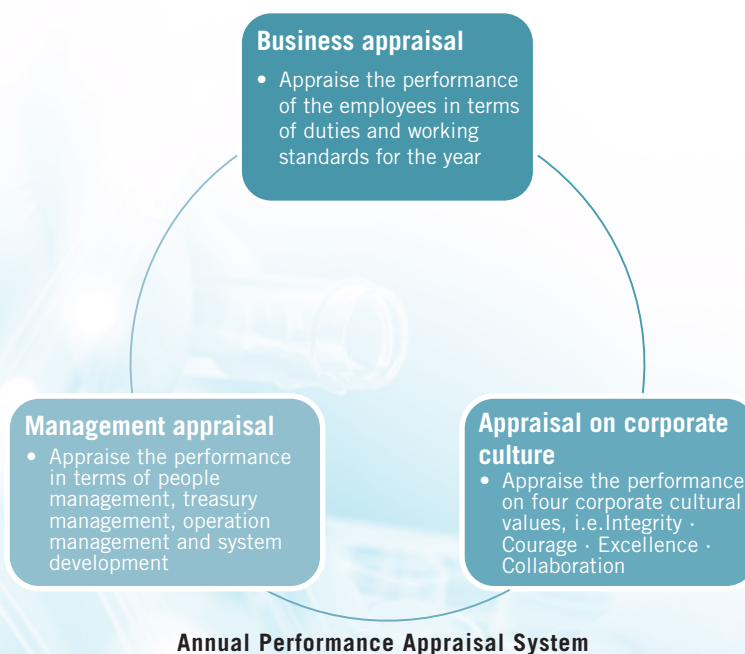 Business appraisal
• Appraise the performance
of the employees in terms
of duties and working
standards for the year
Management appraisal
• Appraise the performance
in terms of people
management, treasury
management, operation
management and system
development
Appraisal on corporate
culture
• Appraise the performance
on four corporate cultural
values, i.e.Integrity ·
Courage · Excellence ·
Collaboration
Annual Performance Appraisal System